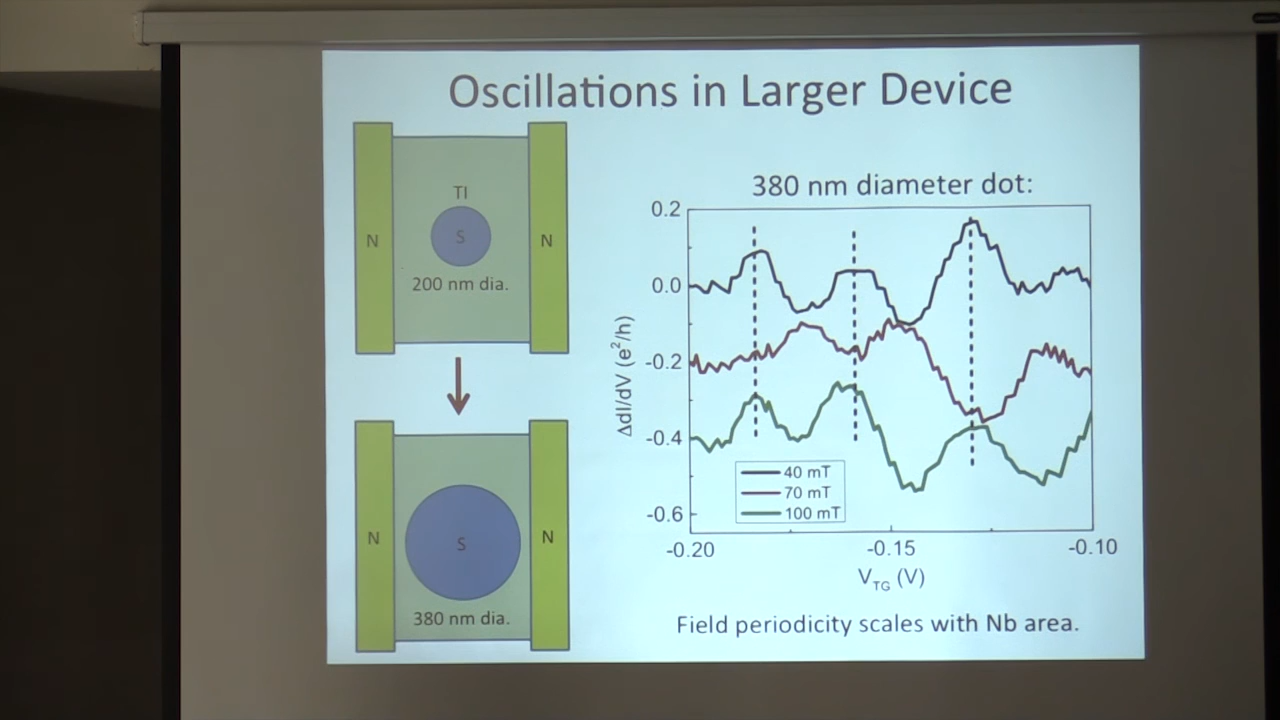 Oscillations in Larger Device
TI
N
S
N
200 nm dia.
N
S
N
380 nm dia.
380 nm diameter dot:
0.2
0.0
-0.2
-0.4
-0.6
ΔdI/dV (e²/h)
40 mT
70 mT
100 mT
-0.20
-0.15
-0.10
V_TG (V)
Field periodicity scales with Nb area.